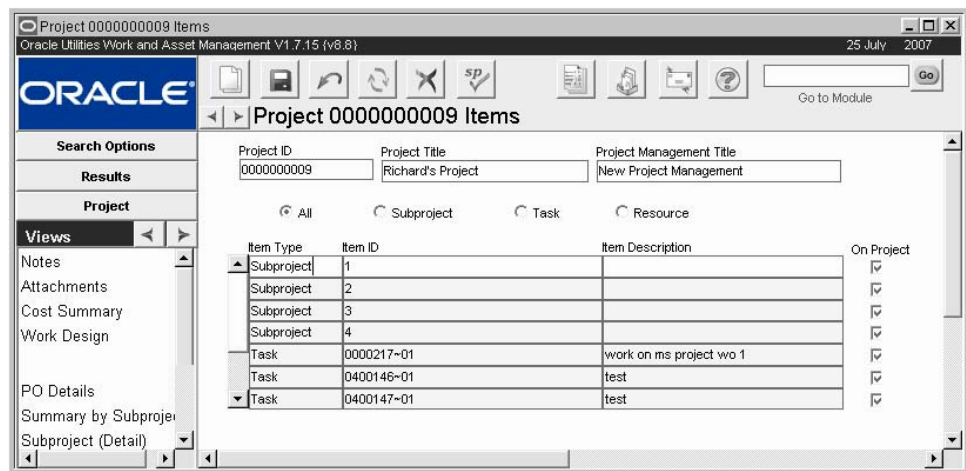 Project 0000000009 Items
Oracle Utilities Work and Asset Management V1.7.15 {v8.8} 25 July 2007
ORACLE®
sp
Go
Go to Module
Project 0000000009 Items
Search Options
Results
Project
Views
Notes
Attachments
Cost Summary
Work Design
PO Details
Summary by Subproje
Subproject (Detail)
Project ID Project Title Project Management Title
0000000009 Richard's Project New Project Management
All Subproject Task Resource
Item Type Item ID Item Description On Project
Subproject 1
Subproject 2
Subproject 3
Subproject 4
Task 0000217~01 work on ms project wo 1
Task 0400146~01 test
Task 0400147~01 test